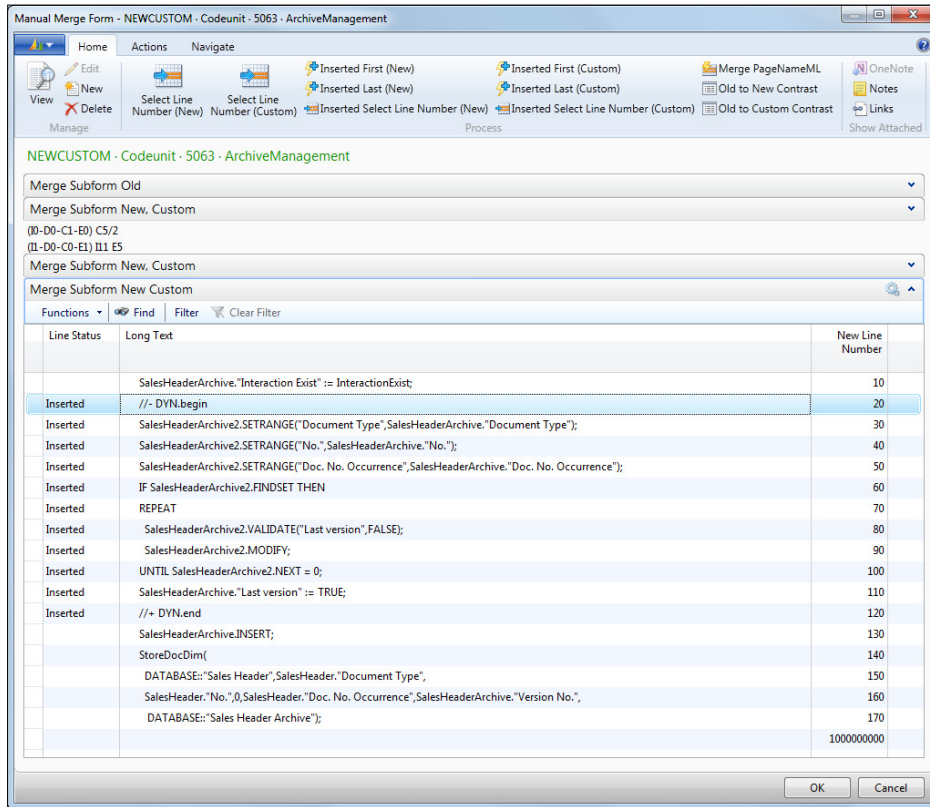 Manual Merge Form - NEWCUSTOM · Codeunit · 5063 · ArchiveManagement
Home Actions Navigate
View
Edit
New
Delete
Manage
Select Line Number (New)
Select Line Number (Custom)
Inserted First (New)
Inserted Last (New)
Inserted Select Line Number (New)
Inserted First (Custom)
Inserted Last (Custom)
Inserted Select Line Number (Custom)
Merge PageNameML
Old to New Contrast
Old to Custom Contrast
Process
OneNote
Notes
Links
Show Attached
NEWCUSTOM · Codeunit · 5063 · ArchiveManagement
Merge Subform Old
Merge Subform New, Custom
(I0-D0-C1-E0) C5/2
(I1-D0-C0-E1) I11 E5
Merge Subform New, Custom
Merge Subform New Custom
Functions Find Filter Clear Filter
Line Status Long Text New Line Number
SalesHeaderArchive."Interaction Exist" := InteractionExist; 10
Inserted //- DYN.begin 20
Inserted SalesHeaderArchive2.SETRANGE("Document Type",SalesHeaderArchive."Document Type"); 30
Inserted SalesHeaderArchive2.SETRANGE("No.",SalesHeaderArchive."No."); 40
Inserted SalesHeaderArchive2.SETRANGE("Doc. No. Occurrence",SalesHeaderArchive."Doc. No. Occurrence"); 50
Inserted IF SalesHeaderArchive2.FINDSET THEN 60
Inserted REPEAT 70
Inserted SalesHeaderArchive2.VALIDATE("Last version",FALSE); 80
Inserted SalesHeaderArchive2.MODIFY; 90
Inserted UNTIL SalesHeaderArchive2.NEXT = 0; 100
Inserted SalesHeaderArchive."Last version" := TRUE; 110
Inserted //+ DYN.end 120
SalesHeaderArchive.INSERT; 130
StoreDocDim( 140
DATABASE::"Sales Header",SalesHeader."Document Type", 150
SalesHeader."No.",0,SalesHeader."Doc. No. Occurrence",SalesHeaderArchive."Version No.", 160
DATABASE::"Sales Header Archive"); 170
1000000000
OK Cancel